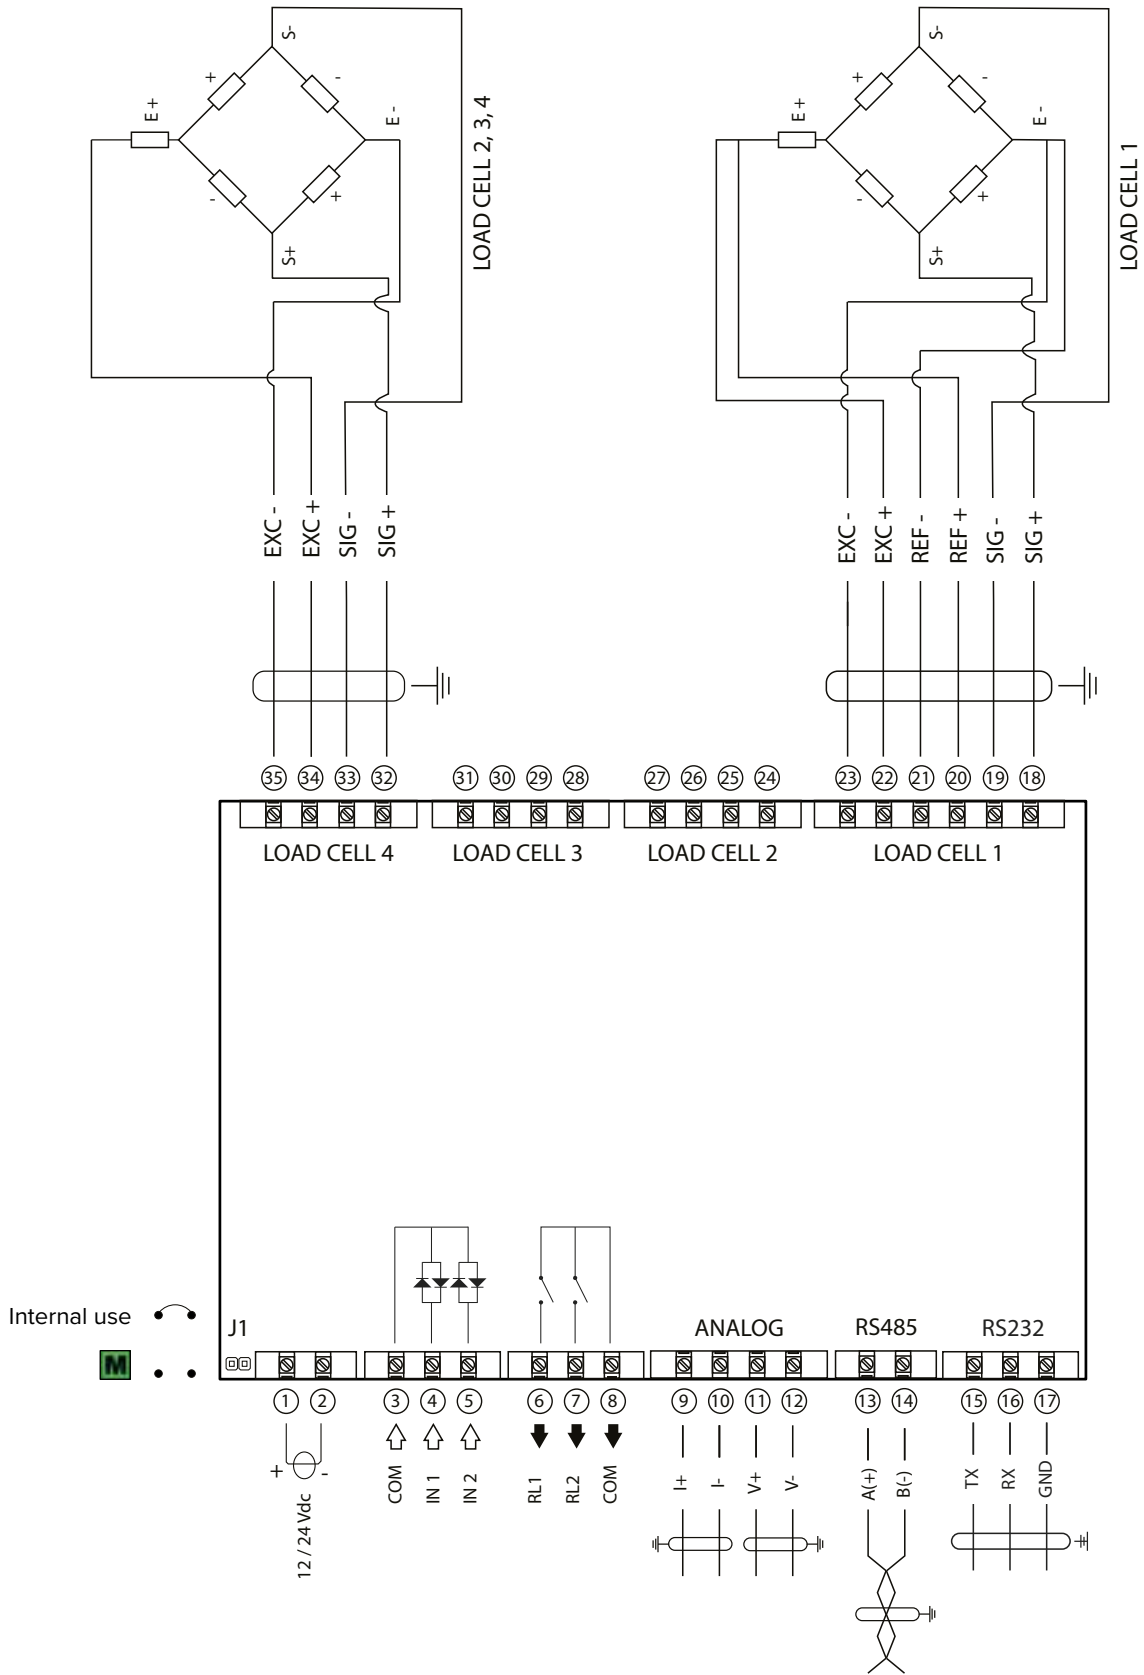 S-
+
-
E +
E -
-
+
S+
LOAD CELL 2, 3, 4
S-
+
-
E +
E -
-
+
S+
LOAD CELL 1
EXC -
EXC +
SIG -
SIG +
EXC -
EXC +
REF -
REF +
SIG -
SIG +
35 34 33 32 31 30 29 28 27 26 25 24 23 22 21 20 19 18
LOAD CELL 4 LOAD CELL 3 LOAD CELL 2 LOAD CELL 1
Internal use
M
J1
ANALOG RS485 RS232
1 2 3 4 5 6 7 8 9 10 11 12 13 14 15 16 17
+ -
12 / 24 Vdc
COM
IN 1
IN 2
RL1
RL2
COM
I+
I-
V+
V-
A(+)
B(-)
TX
RX
GND